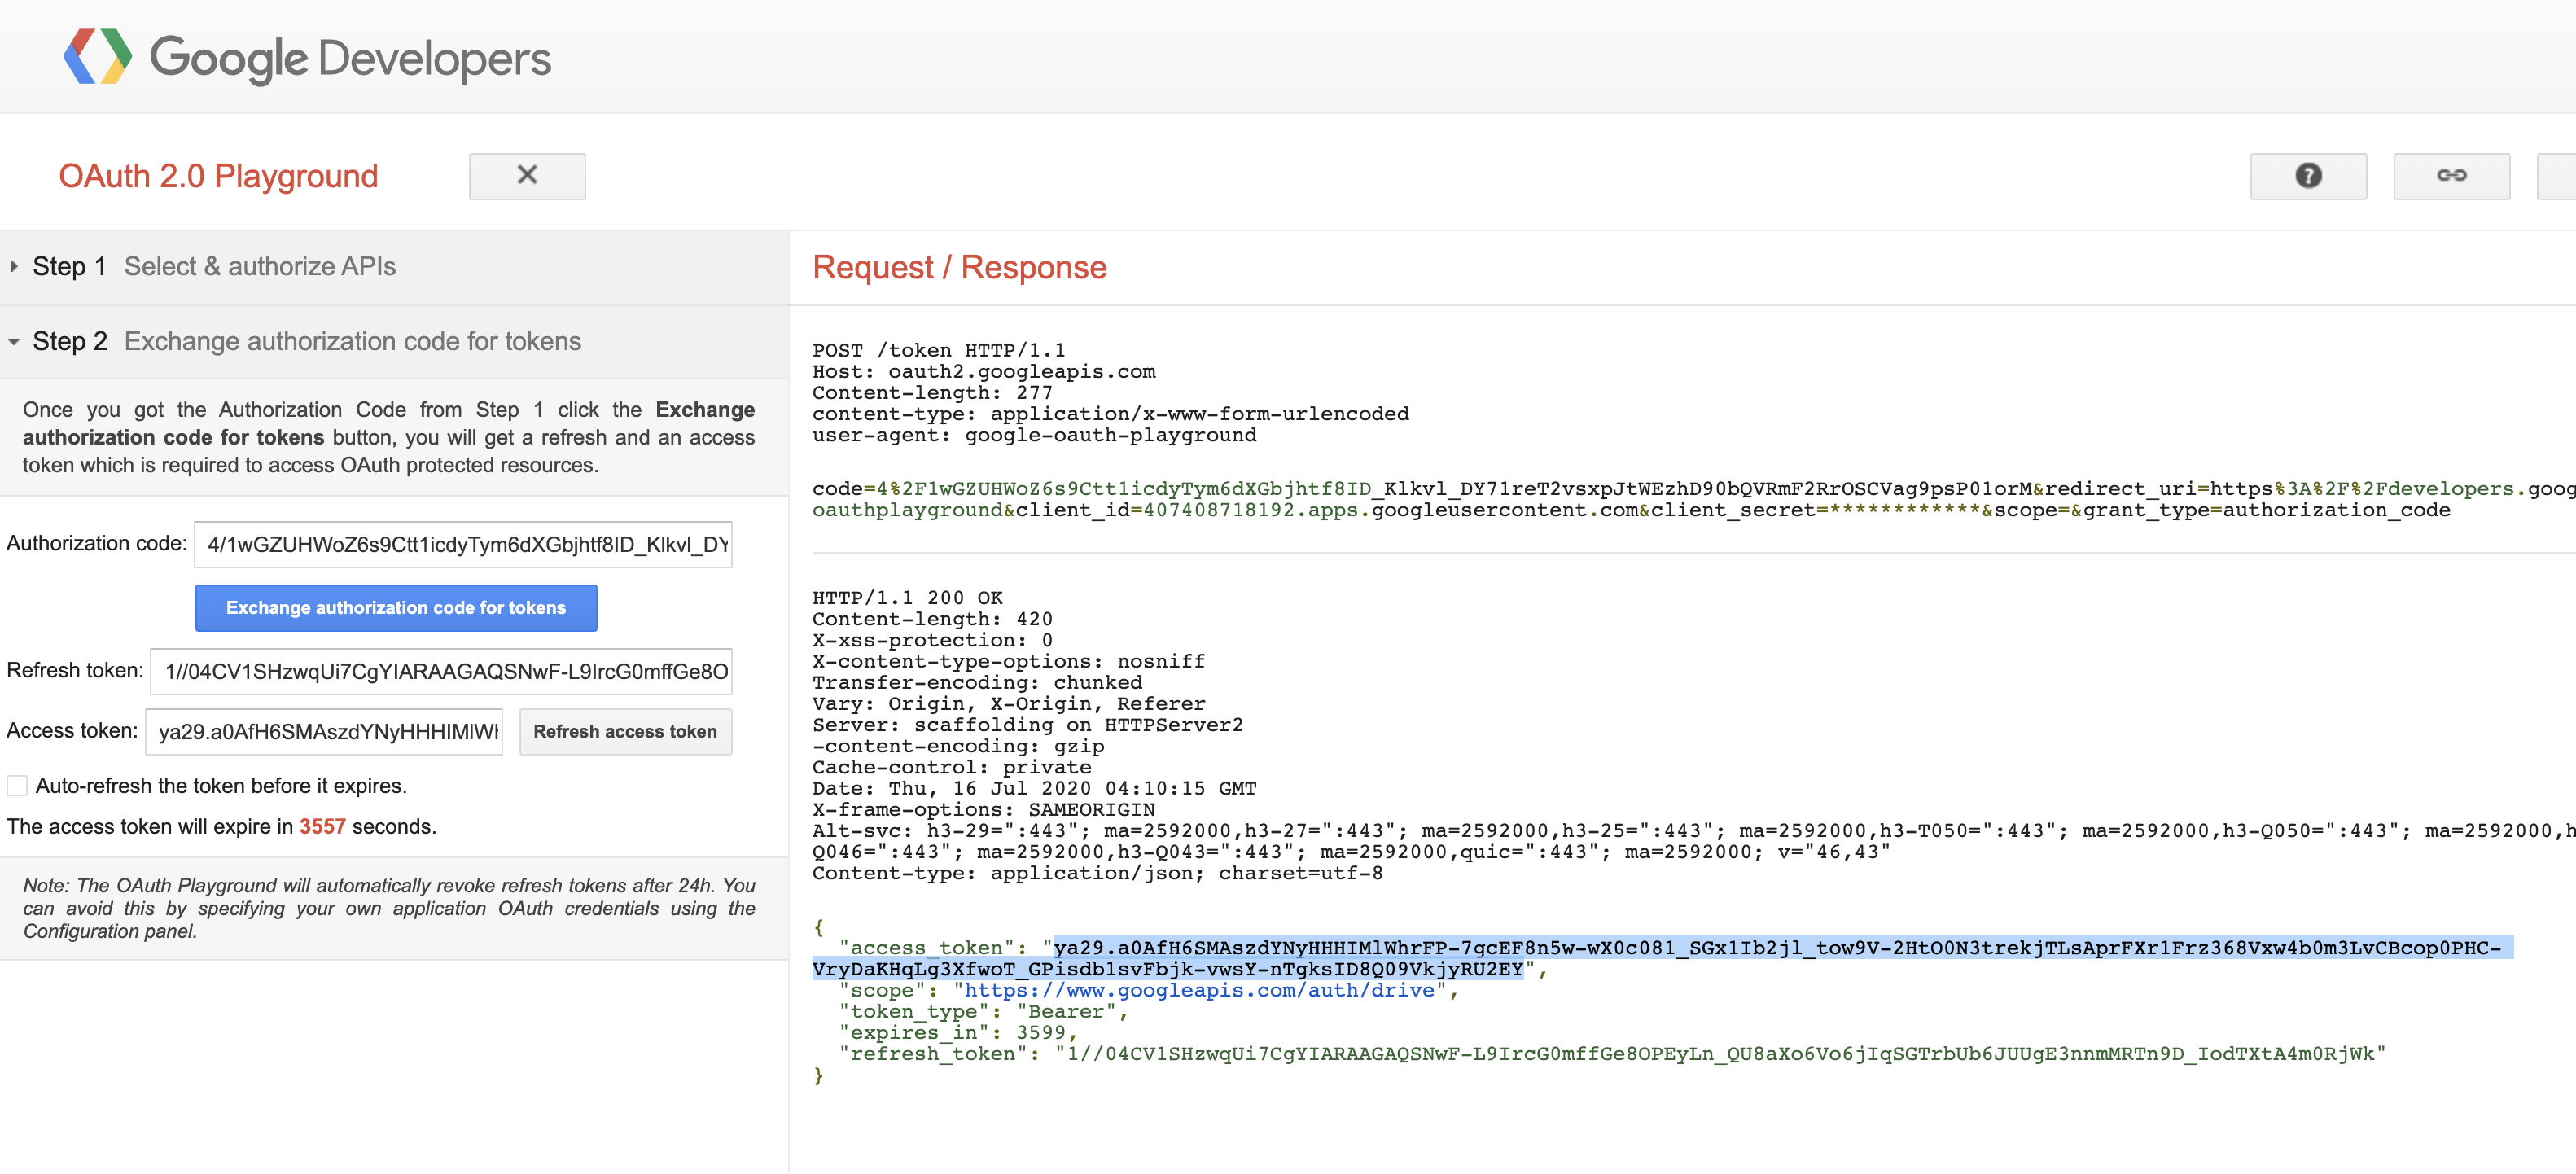 Google Developers
OAuth 2.0 Playground
Step 1 Select & authorize APIs
Step 2 Exchange authorization code for tokens
Once you got the Authorization Code from Step 1 click the Exchange
authorization code for tokens button, you will get a refresh and an access
token which is required to access OAuth protected resources.
Authorization code: 4/1wGZUHWoZ6s9Ctt1icdyTym6dXGbjhtf8ID_Klkvl_DY
Exchange authorization code for tokens
Refresh token: 1//04CV1SHzwqUi7CgYIARAAGAQSNwF-L9IrcG0mffGe8O
Access token: ya29.a0AfH6SMAszdYNyHHHIMlWh
Refresh access token
Auto-refresh the token before it expires.
The access token will expire in 3557 seconds.
Note: The OAuth Playground will automatically revoke refresh tokens after 24h. You
can avoid this by specifying your own application OAuth credentials using the
Configuration panel.
Request / Response
POST /token HTTP/1.1
Host: oauth2.googleapis.com
Content-length: 277
content-type: application/x-www-form-urlencoded
user-agent: google-oauth-playground
code=4%2F1wGZUHWoZ6s9Ctt1icdyTym6dXGbjhtf8ID_Klkvl_DY71reT2vsxpJtWEzhD90bQVRmF2RrOSCVag9psP01orM&redirect_uri=https%3A%2F%2Fdevelopers.goog
oauthplayground&client_id=407408718192.apps.googleusercontent.com&client_secret=************&scope=&grant_type=authorization_code
HTTP/1.1 200 OK
Content-length: 420
X-xss-protection: 0
X-content-type-options: nosniff
Transfer-encoding: chunked
Vary: Origin, X-Origin, Referer
Server: scaffolding on HTTPServer2
-content-encoding: gzip
Cache-control: private
Date: Thu, 16 Jul 2020 04:10:15 GMT
X-frame-options: SAMEORIGIN
Alt-svc: h3-29=":443"; ma=2592000,h3-27=":443"; ma=2592000,h3-25=":443"; ma=2592000,h3-T050=":443"; ma=2592000,h3-Q050=":443"; ma=2592000,h
Q046=":443"; ma=2592000,h3-Q043=":443"; ma=2592000,quic=":443"; ma=2592000; v="46,43"
Content-type: application/json; charset=utf-8
{
"access_token": "ya29.a0AfH6SMAszdYNyHHHIMlWhrFP-7gcEF8n5w-wX0c081_SGx1Ib2jl_tow9V-2HtO0N3trekjTLsAprFXr1Frz368Vxw4b0m3LvCBcop0PHC-
VryDaKHqLg3XfwoT_GPisdb1svFbjk-vwsY-nTgksID8Q09VkjyRU2EY",
"scope": "https://www.googleapis.com/auth/drive",
"token_type": "Bearer",
"expires_in": 3599,
"refresh_token": "1//04CV1SHzwqUi7CgYIARAAGAQSNwF-L9IrcG0mffGe8OPEyLn_QU8aXo6Vo6jIqSGTrbUb6JUUgE3nnmMRTn9D_IodTXtA4m0RjWk"
}